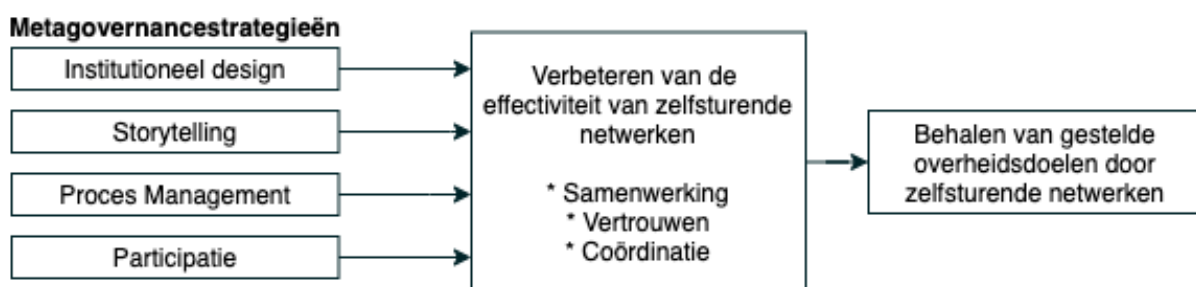 Metagovernancestrategieën
Institutioneel design
Storytelling
Proces Management
Participatie
Verbeteren van de
effectiviteit van zelfsturende
netwerken
* Samenwerking
* Vertrouwen
* Coördinatie
Behalen van gestelde
overheidsdoelen door
zelfsturende netwerken